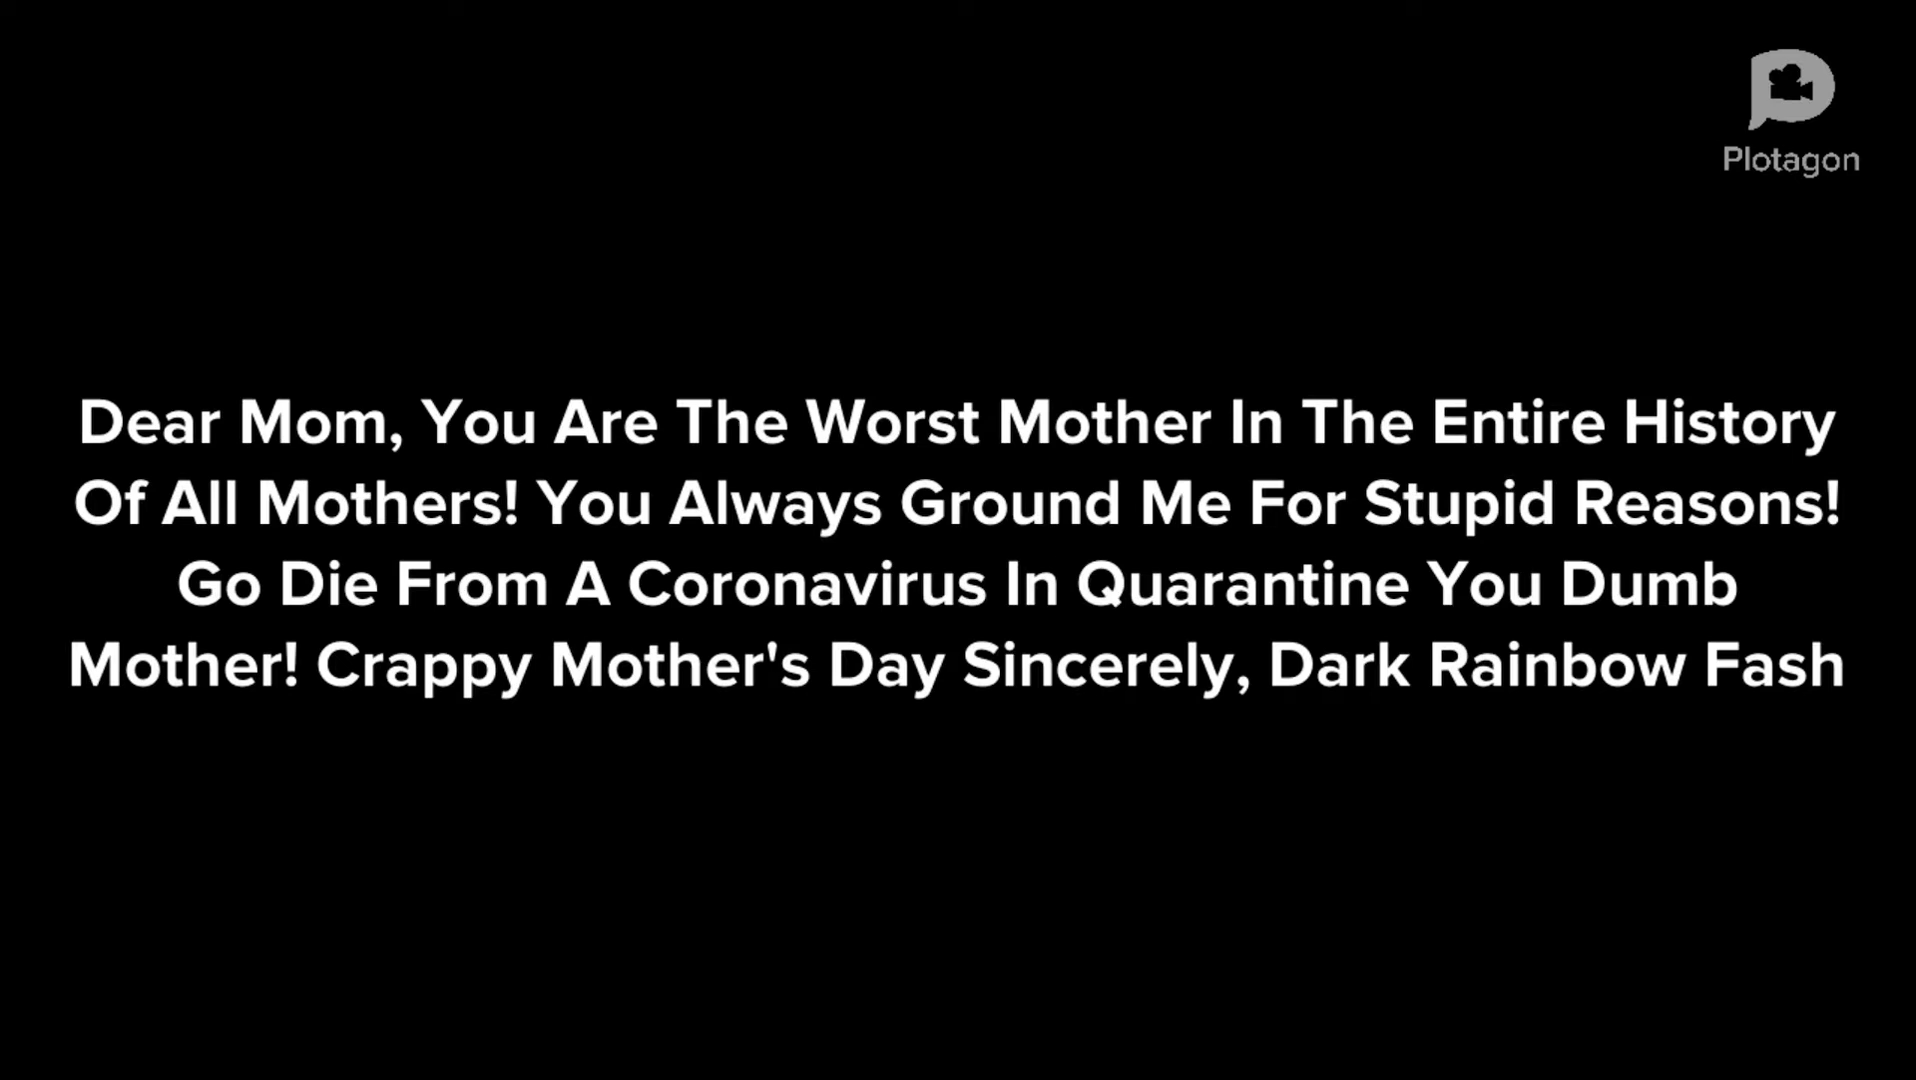 Plotagon
Dear Mom, You Are The Worst Mother In The Entire History
Of All Mothers! You Always Ground Me For Stupid Reasons!
Go Die From A Coronavirus In Quarantine You Dumb
Mother! Crappy Mother's Day Sincerely, Dark Rainbow Fash